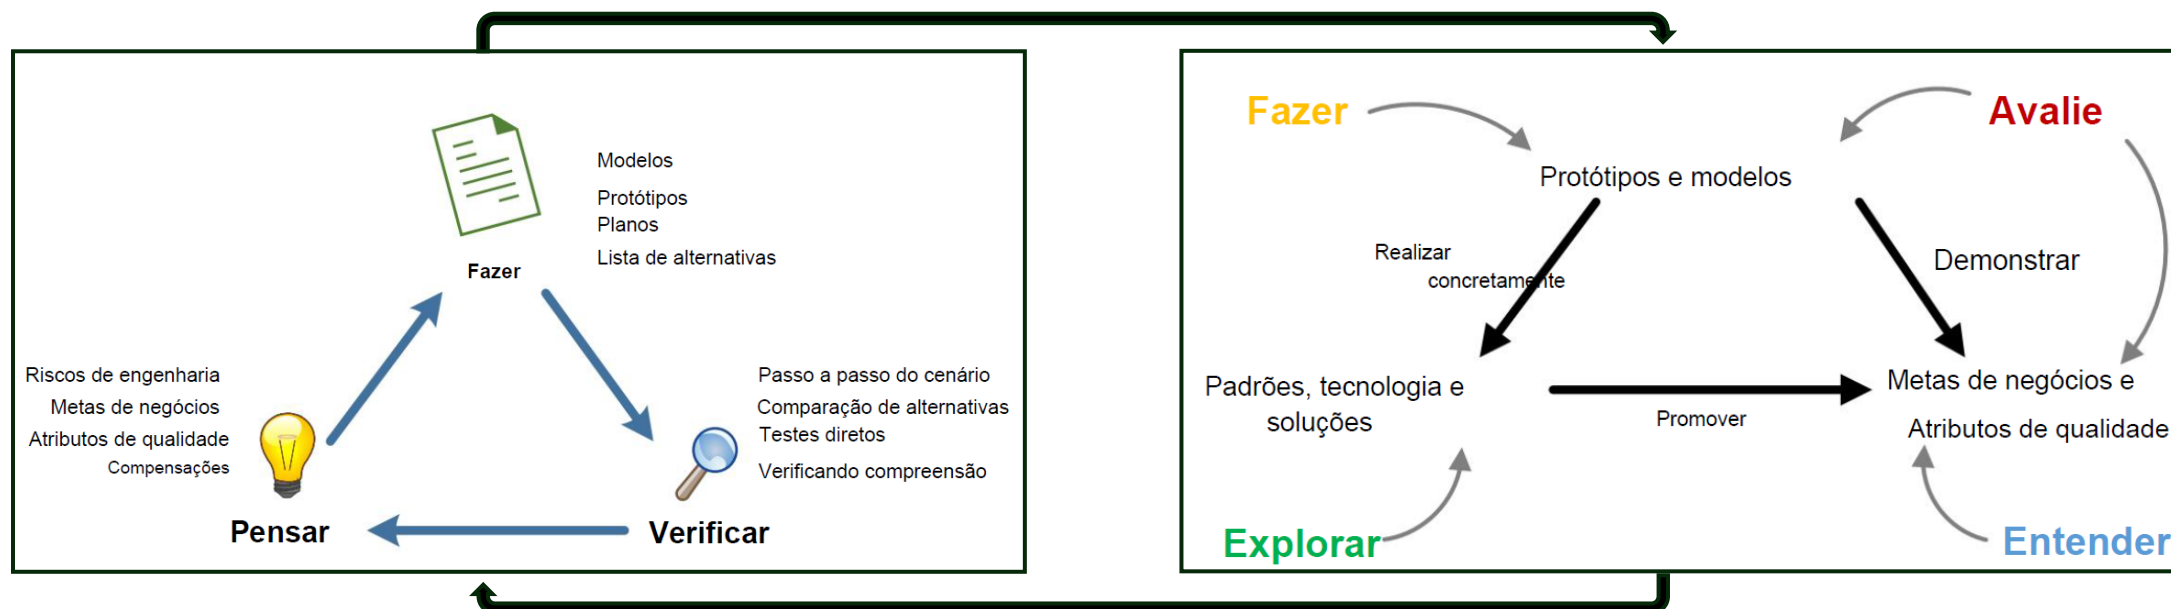 Modelos
Protótipos
Planos
Lista de alternativas
Fazer
Riscos de engenharia
Metas de negócios
Atributos de qualidade
Compensações
Pensar
Passo a passo do cenário
Comparação de alternativas
Testes diretos
Verificando compreensão
Verificar
Fazer
Avalie
Protótipos e modelos
Realizar
concretamente
Demonstrar
Padrões, tecnologia e
soluções
Promover
Metas de negócios e
Atributos de qualidade
Explorar
Entender